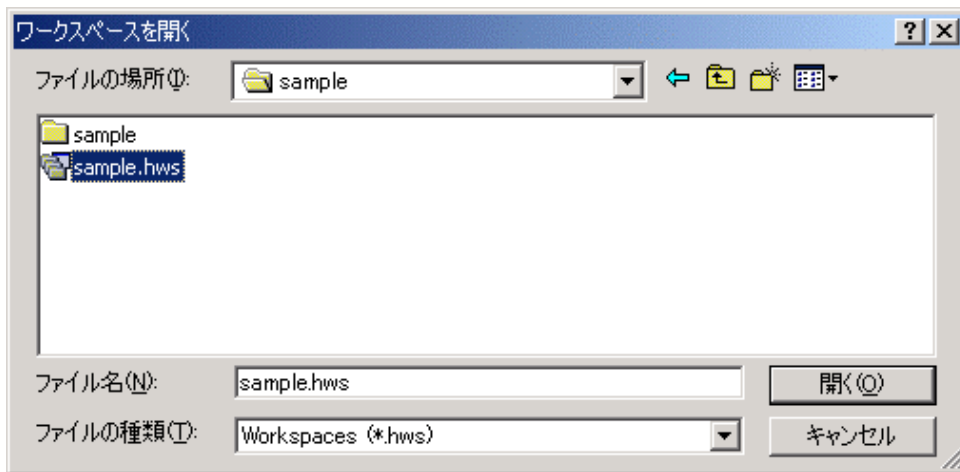 ワークスペースを開く
ファイルの場所(I): sample
sample
sample.hws
ファイル名(N): sample.hws 開く(O)
ファイルの種類(T): Workspaces (*.hws) キャンセル